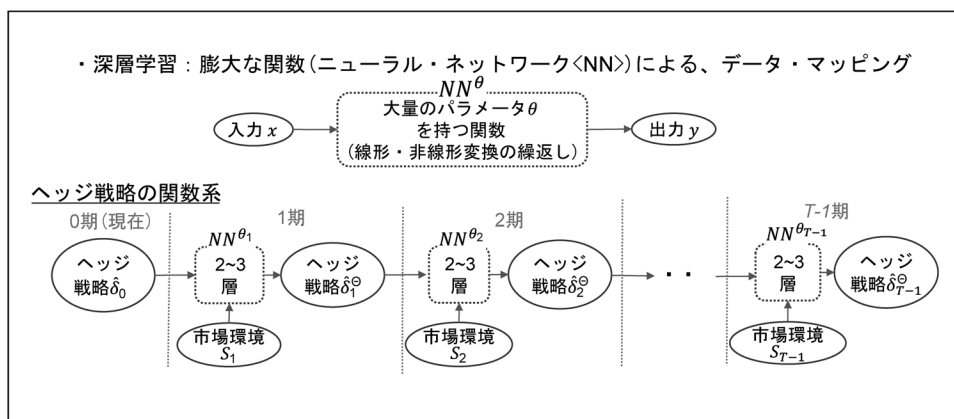 ・深層学習：膨大な関数(ニューラル・ネットワーク<NN>)による、データ・マッピング
NN^θ
大量のパラメータθ
を持つ関数
(線形・非線形変換の繰返し)
入力 x
出力 y
ヘッジ戦略の関数系
0期(現在)
1期
2期
T-1期
NN^θ₁
NN^θ₂
NN^θ_{T-1}
ヘッジ
戦略δ̂₀
2~3
層
ヘッジ
戦略δ̂₁^Θ
2~3
層
ヘッジ
戦略δ̂₂^Θ
・・
2~3
層
ヘッジ
戦略δ̂_{T-1}^Θ
市場環境
S₁
市場環境
S₂
市場環境
S_{T-1}